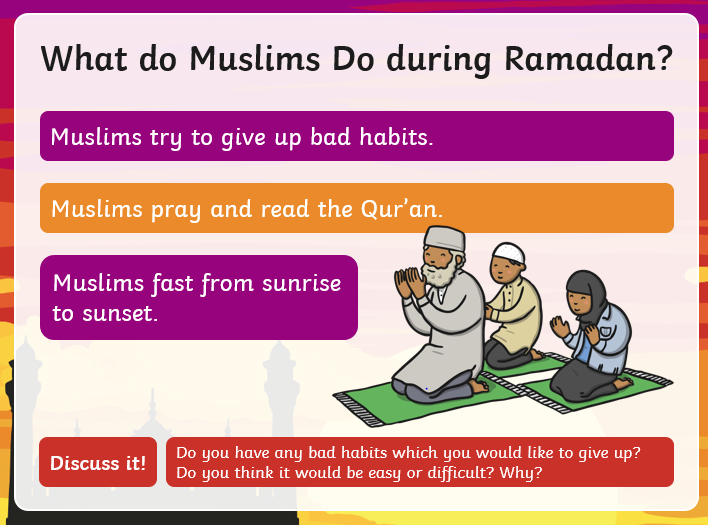 What do Muslims Do during Ramadan?
Muslims try to give up bad habits.
Muslims pray and read the Qur’an.
Muslims fast from sunrise
to sunset.
Discuss it!
Do you have any bad habits which you would like to give up?
Do you think it would be easy or difficult? Why?